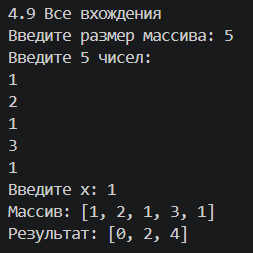 4.9 Все вхождения
Введите размер массива: 5
Введите 5 чисел:
1
2
1
3
1
Введите x: 1
Массив: [1, 2, 1, 3, 1]
Результат: [0, 2, 4]